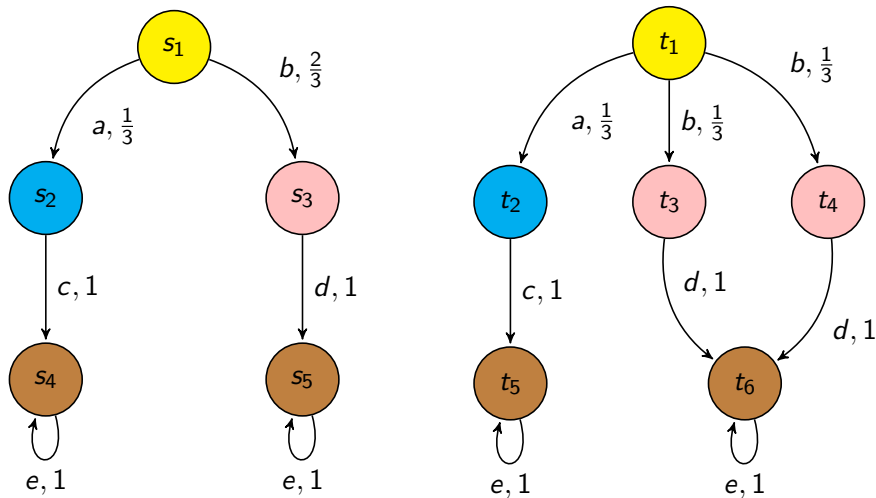 s₁
t₁
b, 2/3
b, 1/3
a, 1/3
a, 1/3
b, 1/3
s₂
s₃
t₂
t₃
t₄
c, 1
d, 1
c, 1
d, 1
d, 1
s₄
s₅
t₅
t₆
e, 1
e, 1
e, 1
e, 1